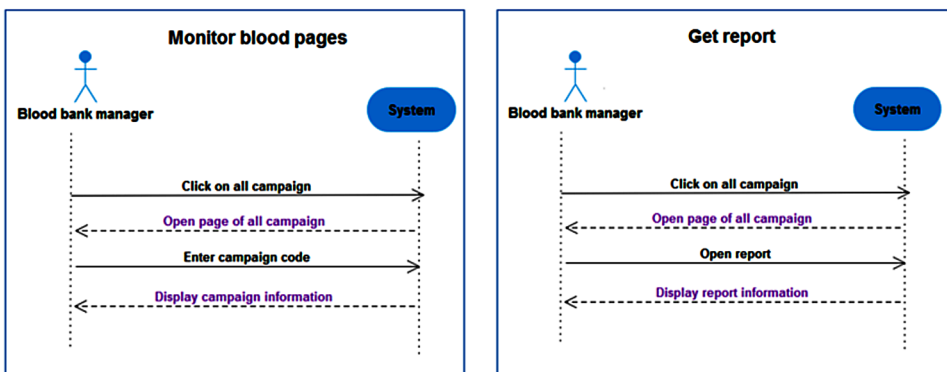 Monitor blood pages
Blood bank manager
System
Click on all campaign
Open page of all campaign
Enter campaign code
Display campaign information
Get report
Blood bank manager
System
Click on all campaign
Open page of all campaign
Open report
Display report information